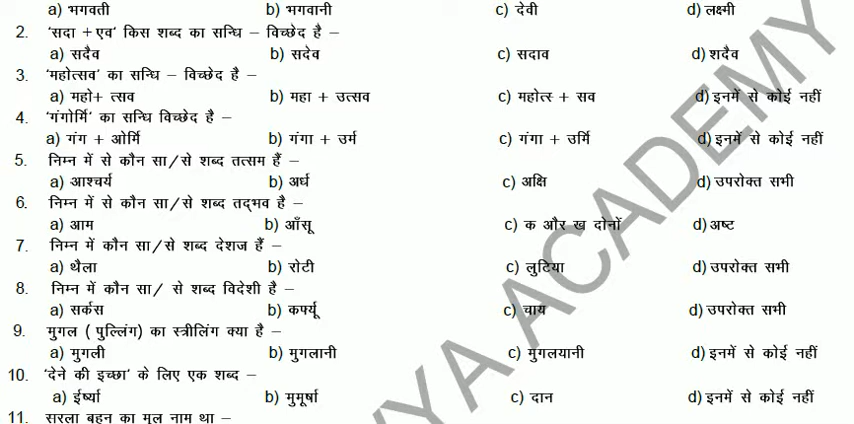 a) भगवती b) भगवानी c) देवी d) लक्ष्मी
2. 'सदा + एव' किस शब्द का सन्धि – विच्छेद है –
a) सदैव b) सदेव c) सदाव d) शदैव
3. 'महोत्सव' का सन्धि – विच्छेद है –
a) महो+ त्सव b) महा + उत्सव c) महोत्स + सव d) इनमें से कोई नहीं
4. 'गंगोर्मि' का सन्धि विच्छेद है –
a) गंग + ओर्मि b) गंगा + उर्म c) गंगा + उर्मि d) इनमें से कोई नहीं
5. निम्न में से कौन सा/से शब्द तत्सम हैं –
a) आश्चर्य b) अर्ध c) अक्षि d) उपरोक्त सभी
6. निम्न में से कौन सा/से शब्द तद्भव है –
a) आम b) आँसू c) क और ख दोनों d) अष्ट
7. निम्न में कौन सा/से शब्द देशज हैं –
a) थैला b) रोटी c) लुटिया d) उपरोक्त सभी
8. निम्न में कौन सा/ से शब्द विदेशी है –
a) सर्कस b) कर्फ्यू c) चाय d) उपरोक्त सभी
9. मुगल ( पुल्लिंग) का स्त्रीलिंग क्या है –
a) मुगली b) मुगलानी c) मुंगलयानी d) इनमें से कोई नहीं
10. 'देने की इच्छा' के लिए एक शब्द –
a) ईर्ष्या b) मुमूर्षा c) दान d) इनमें से कोई नहीं
11. सरला बहन का मूल नाम था –
YA ACADEMY